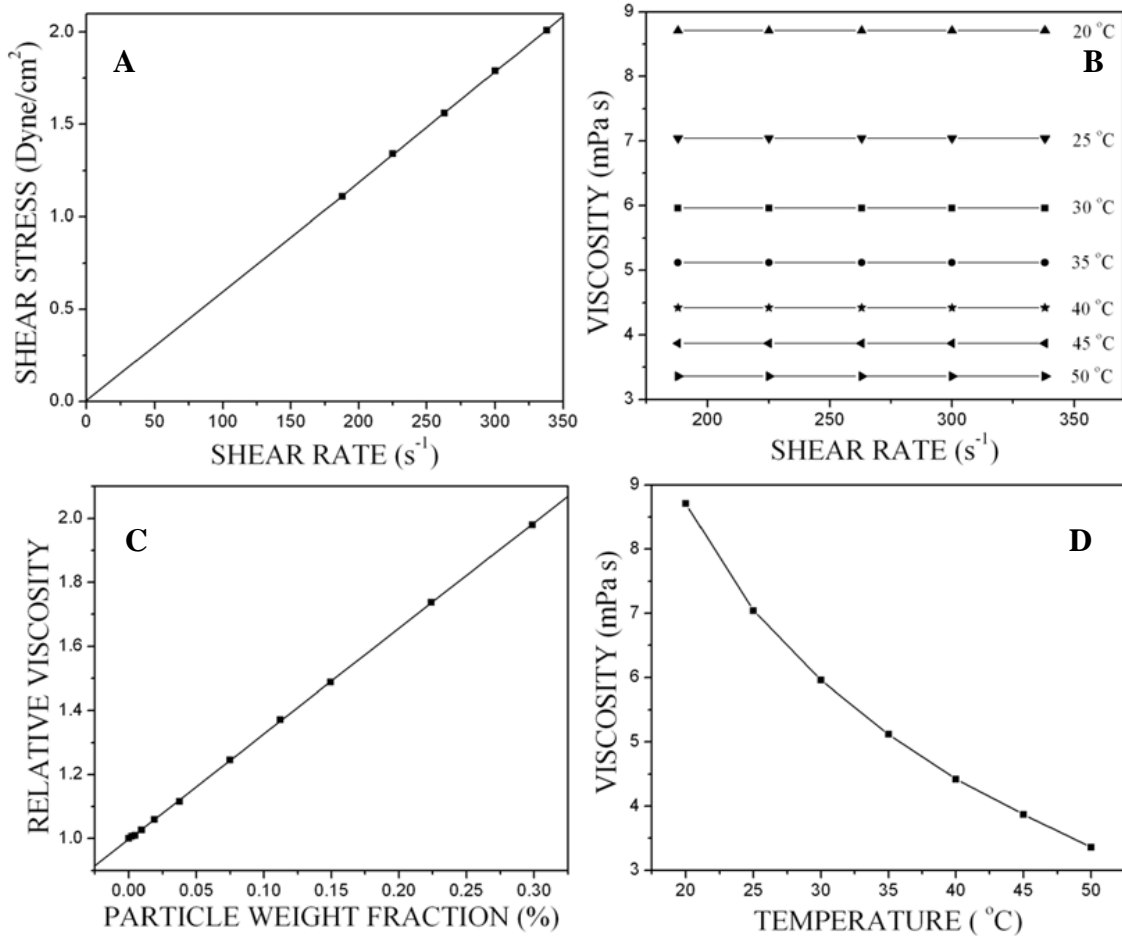 A
SHEAR STRESS (Dyne/cm²)
2.0
1.5
1.0
0.5
0.0
0 50 100 150 200 250 300 350
SHEAR RATE (s⁻¹)
B
VISCOSITY (mPa s)
9
8
7
6
5
4
3
20 °C
25 °C
30 °C
35 °C
40 °C
45 °C
50 °C
200 250 300 350
SHEAR RATE (s⁻¹)
C
RELATIVE VISCOSITY
2.0
1.8
1.6
1.4
1.2
1.0
0.00 0.05 0.10 0.15 0.20 0.25 0.30
PARTICLE WEIGHT FRACTION (%)
D
VISCOSITY (mPa s)
9
8
7
6
5
4
3
20 25 30 35 40 45 50
TEMPERATURE ( °C)